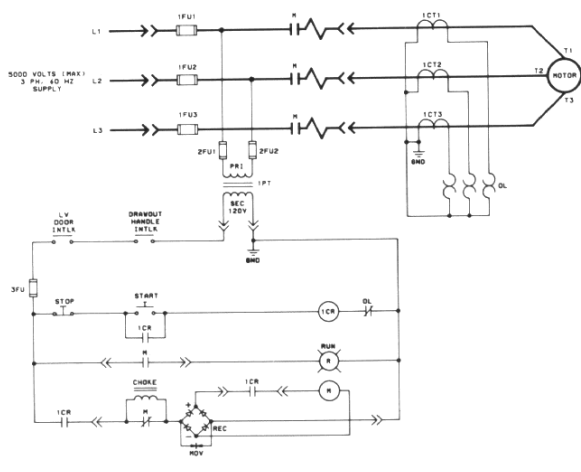 1FU1
M
1CT1
L1
T1
5000 VOLTS (MAX)
3 PH. 60 HZ
SUPPLY
L2
1FU2
M
1CT2
T2
MOTOR
T3
L3
1FU3
M
1CT3
GND
2FU1
2FU2
PRI
1PT
SEC
120V
OL
LV
DOOR
INTLK
DRAWOUT
HANDLE
INTLK
GND
3FU
STOP
START
1CR
OL
1CR
M
RUN
R
CHOKE
1CR
M
+
-
REC
MOV
1CR
M